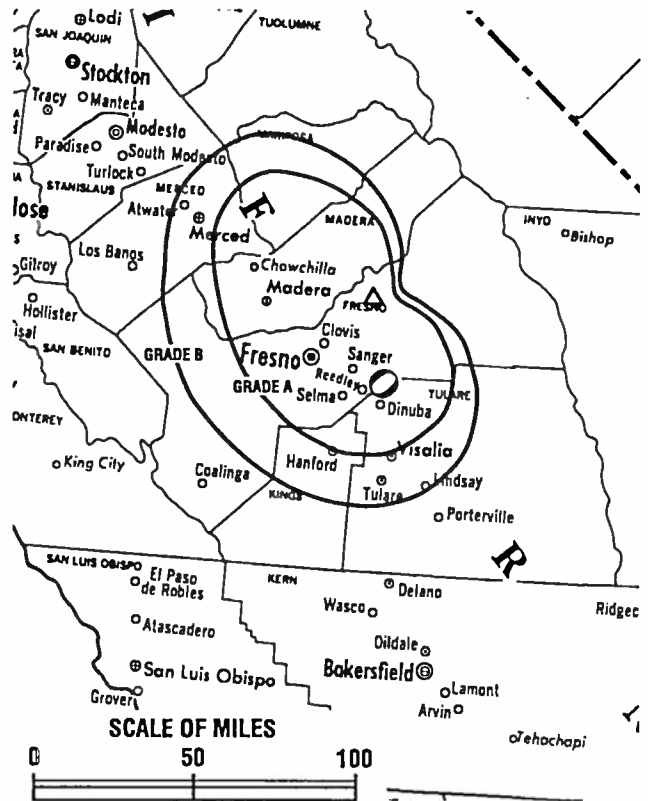 Lodi
TUOLUMNE
SAN JOAQUIN
Stockton
Tracy
Manteca
Modesto
Paradise
South Modesto
MARIPOSA
Turlock
STANISLAUS
MERCED
Atwater
F
MADERA
INYO
Bishop
Merced
Los Banos
Gilroy
Chowchilla
Madera
FRESNO
Hollister
Clovis
SAN BENITO
GRADE B
Fresno
Sanger
Reedley
GRADE A
Selma
TULARE
Dinuba
Visalia
Hanford
King City
Coalinga
KINGS
Tulare
Lindsay
Porterville
R
SAN LUIS OBISPO
El Paso
de Robles
KERN
Delano
Wasco
Ridgec
Atascadero
Oildale
San Luis Obispo
Bakersfield
Grover
Lamont
Arvin
Tehachapi
SCALE OF MILES
0 50 100